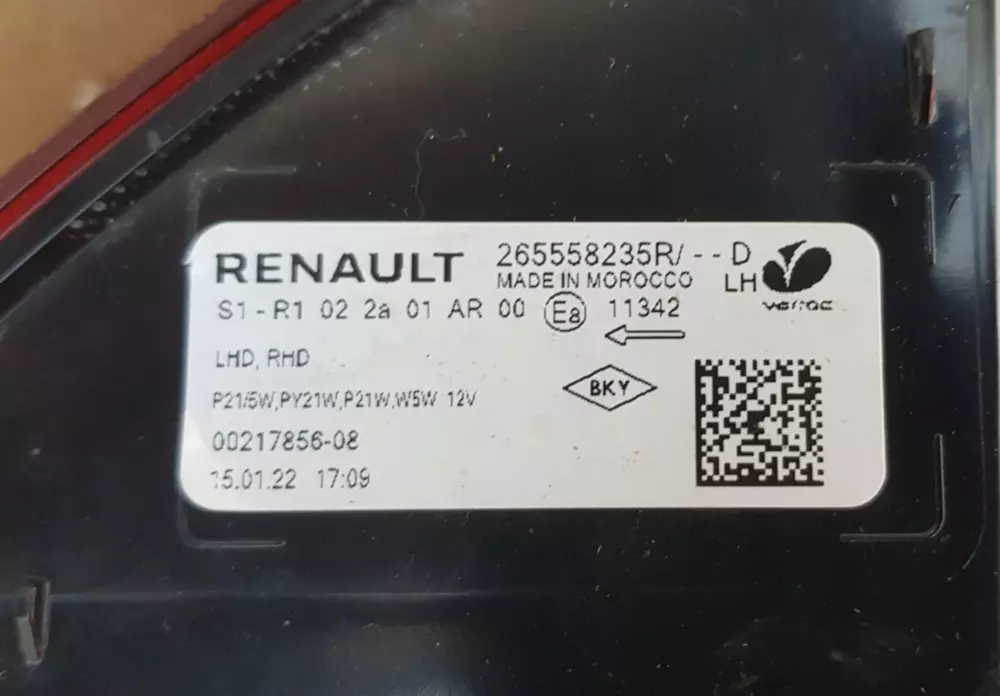 RENAULT 265558235R/--D
MADE IN MOROCCO LH
S1-R1 02 2a 01 AR 00 E8 11342
varroc
LHD, RHD
P21/5W,PY21W,P21W,W5W 12V
BKY
00217856-08
15.01.22 17:09